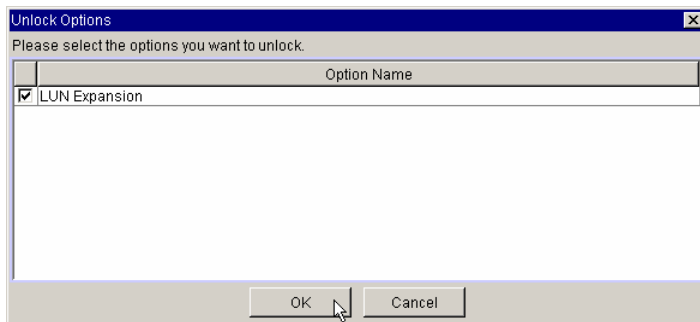 Unlock Options
Please select the options you want to unlock.
Option Name
LUN Expansion
OK
Cancel